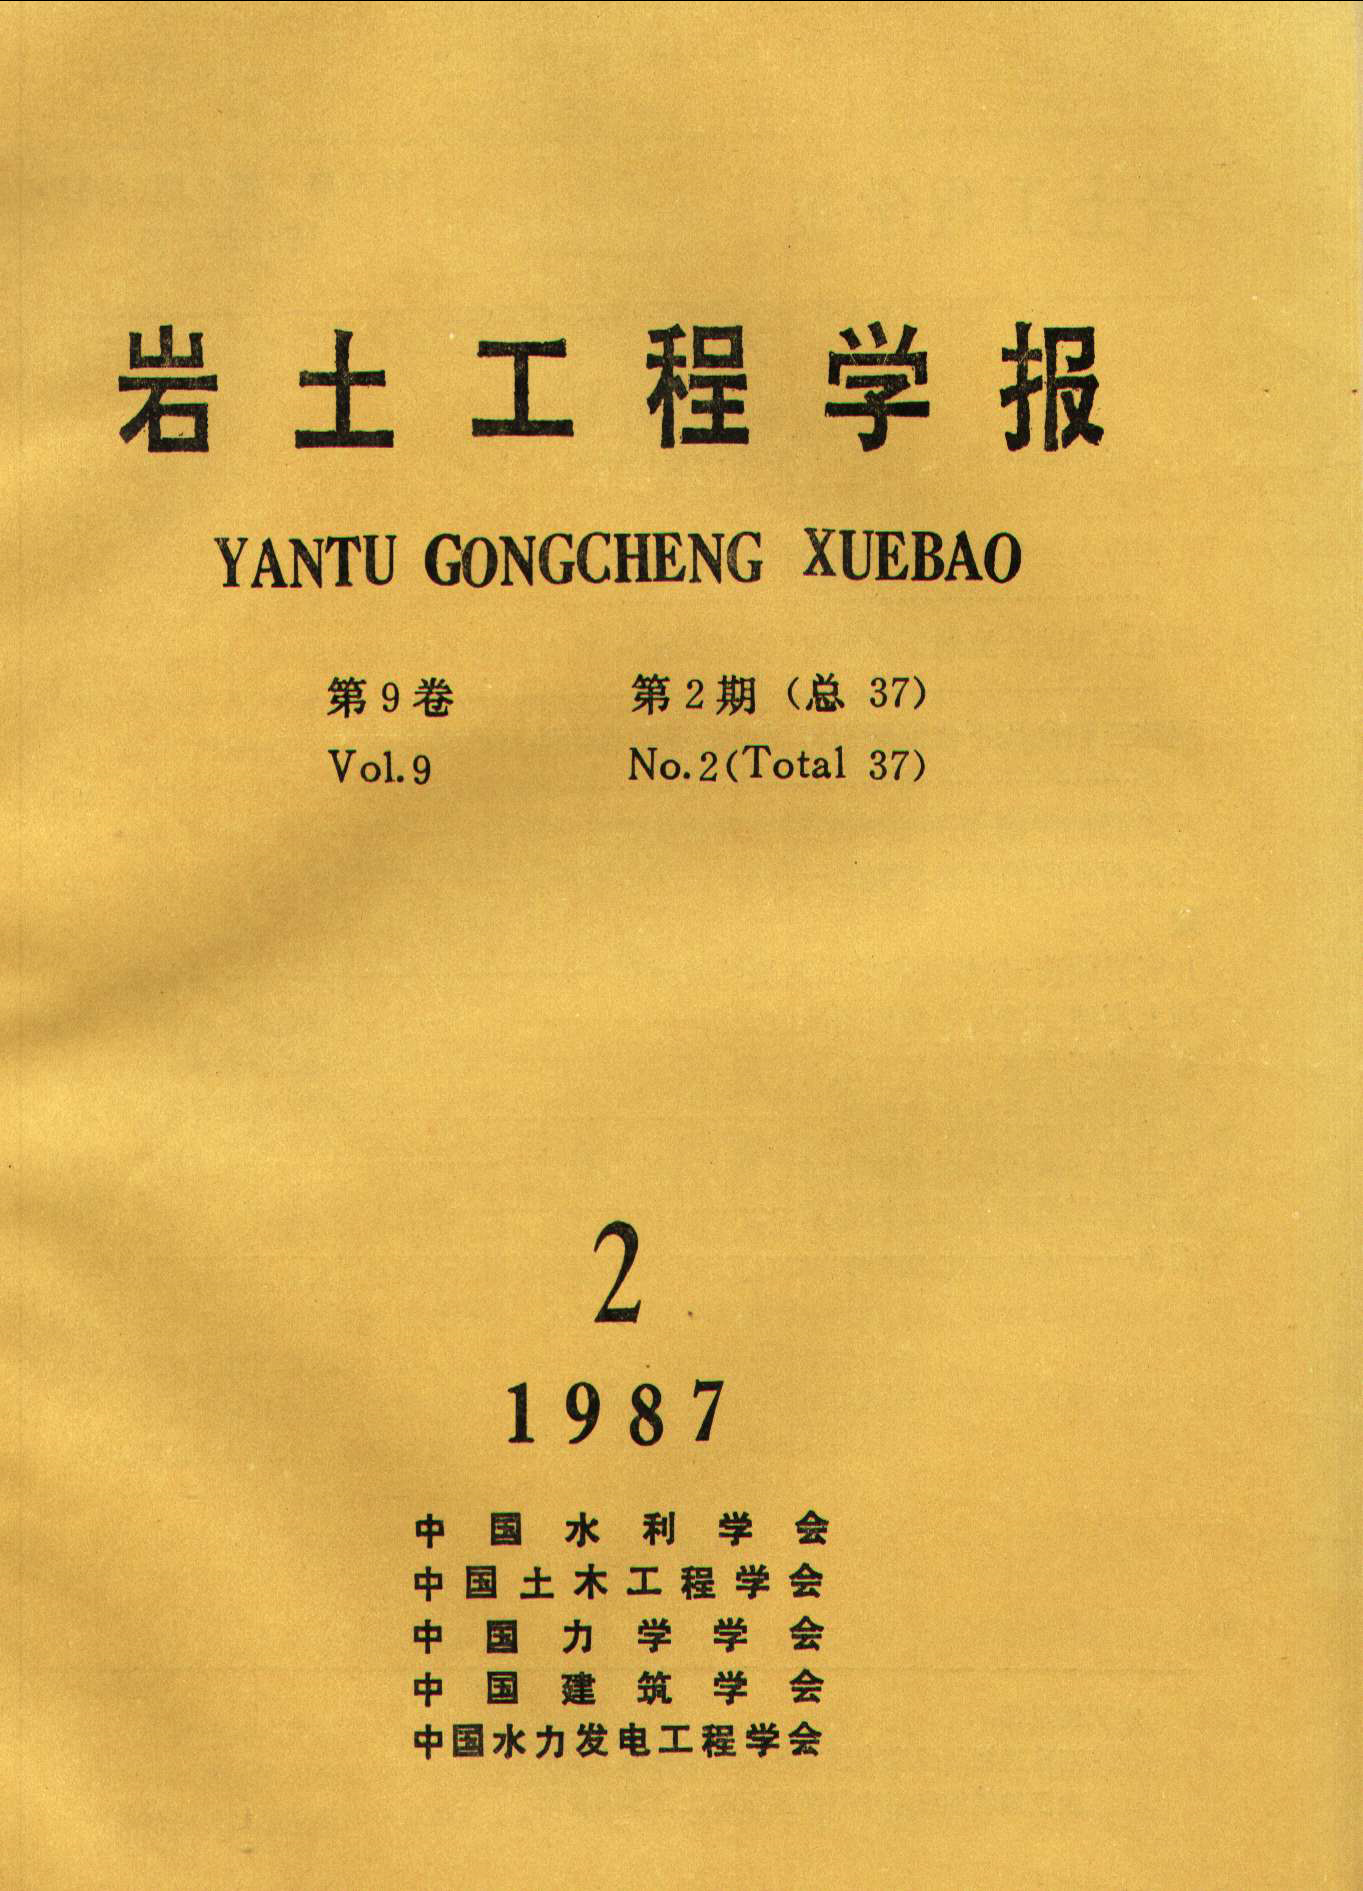 岩土工程学报
YANTU GONGCHENG XUEBAO
第9卷 第2期（总 37）
Vol.9 No.2(Total 37)
2
1987
中国水利学会
中国土木工程学会
中国力学学会
中国建筑学会
中国水力发电工程学会